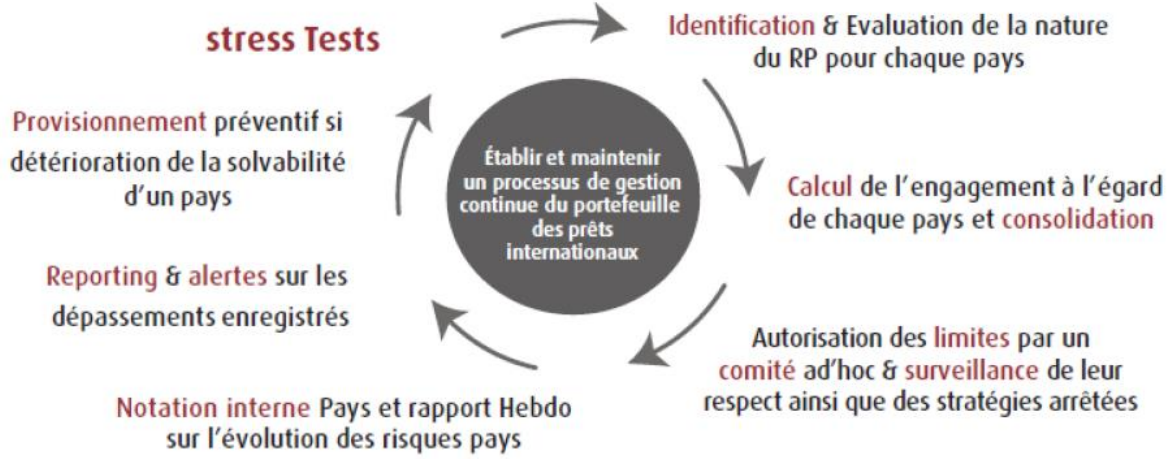 stress Tests
Identification & Evaluation de la nature
du RP pour chaque pays
Calcul de l'engagement à l'égard
de chaque pays et consolidation
Autorisation des limites par un
comité ad'hoc & surveillance de leur
respect ainsi que des stratégies arrêtées
Notation interne Pays et rapport Hebdo
sur l'évolution des risques pays
Reporting & alertes sur les
dépassements enregistrés
Provisionnement préventif si
détérioration de la solvabilité
d'un pays
Établir et maintenir
un processus de gestion
continue du portefeuille
des prêts
internationaux